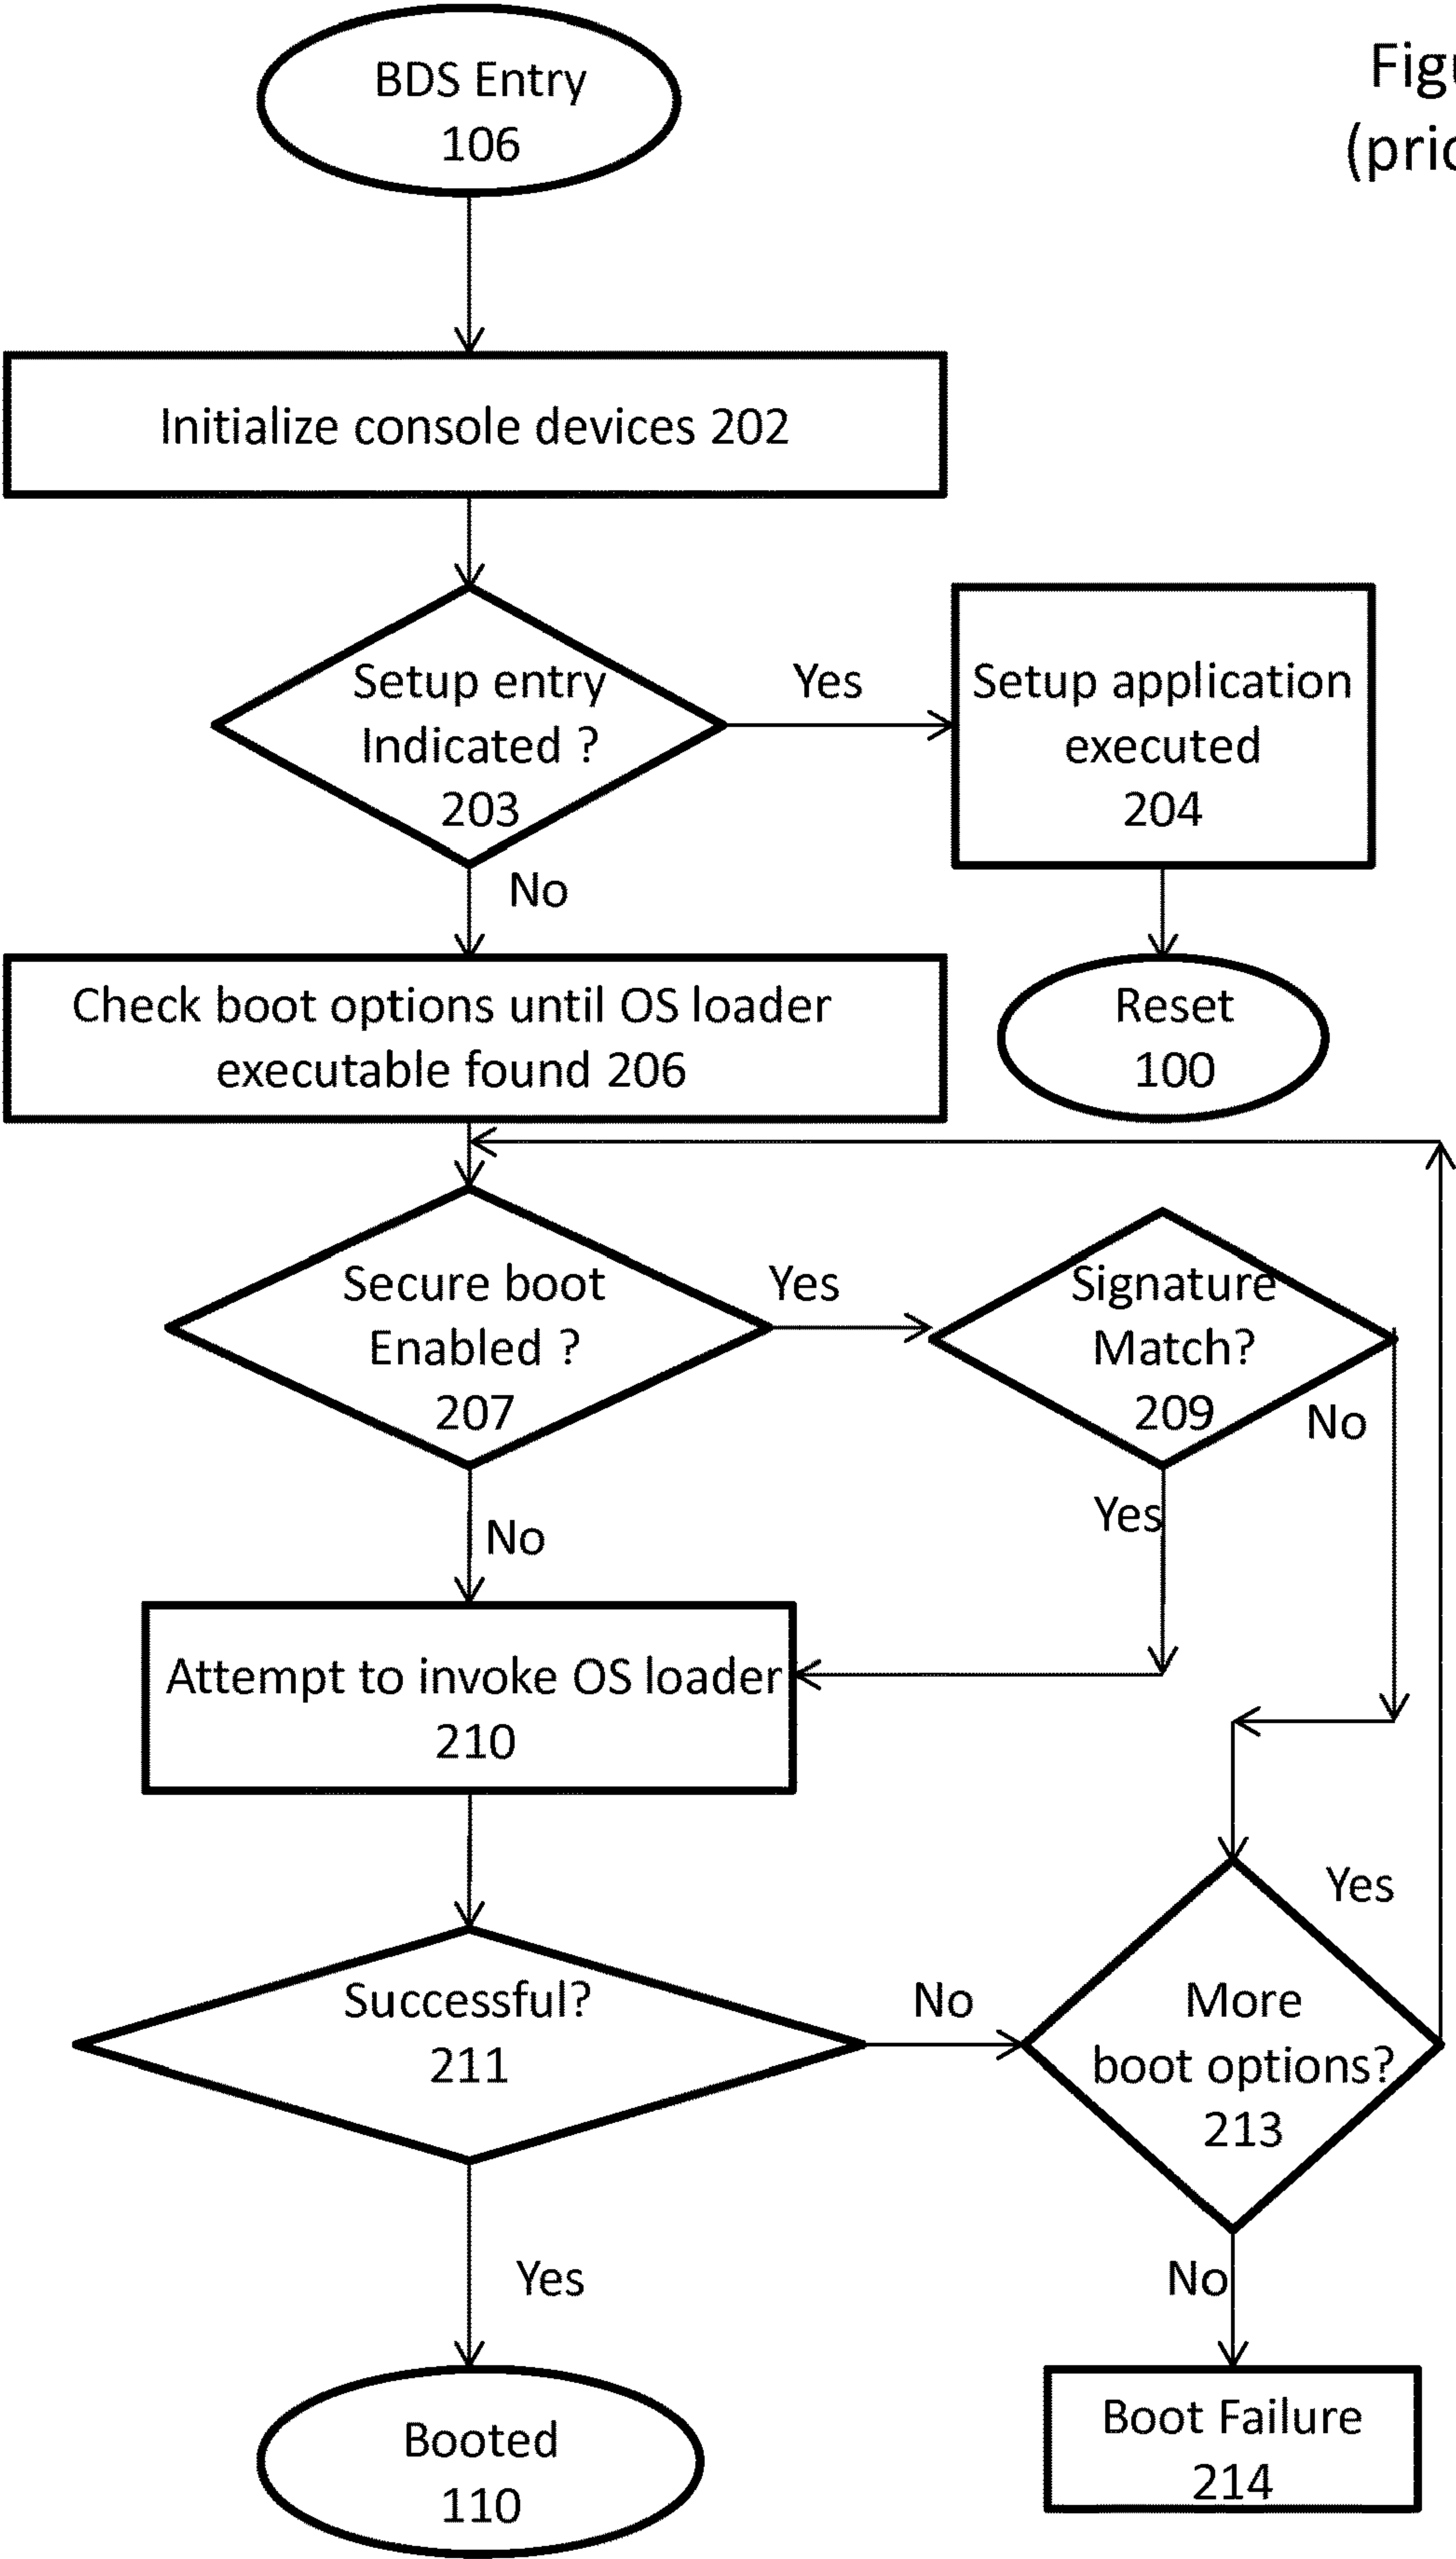 BDS Entry
106
Initialize console devices 202
Setup entry
Indicated ?
203
Yes
Setup application
executed
204
No
Check boot options until OS loader
executable found 206
Reset
100
Secure boot
Enabled ?
207
Yes
Signature
Match?
209
No
Yes
No
Attempt to invoke OS loader
210
Successful?
211
No
Yes
More
boot options?
213
Yes
No
Booted
110
Boot Failure
214